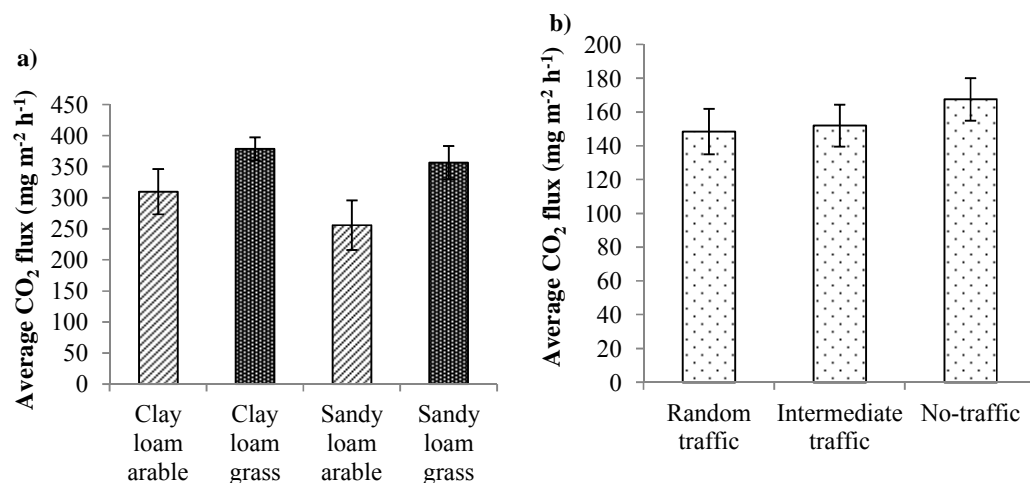 a)
Average CO₂ flux (mg m⁻² h⁻¹)
450
400
350
300
250
200
150
100
50
0
Clay loam arable
Clay loam grass
Sandy loam arable
Sandy loam grass
b)
Average CO₂ flux (mg m⁻² h⁻¹)
200
180
160
140
120
100
80
60
40
20
0
Random traffic
Intermediate traffic
No-traffic